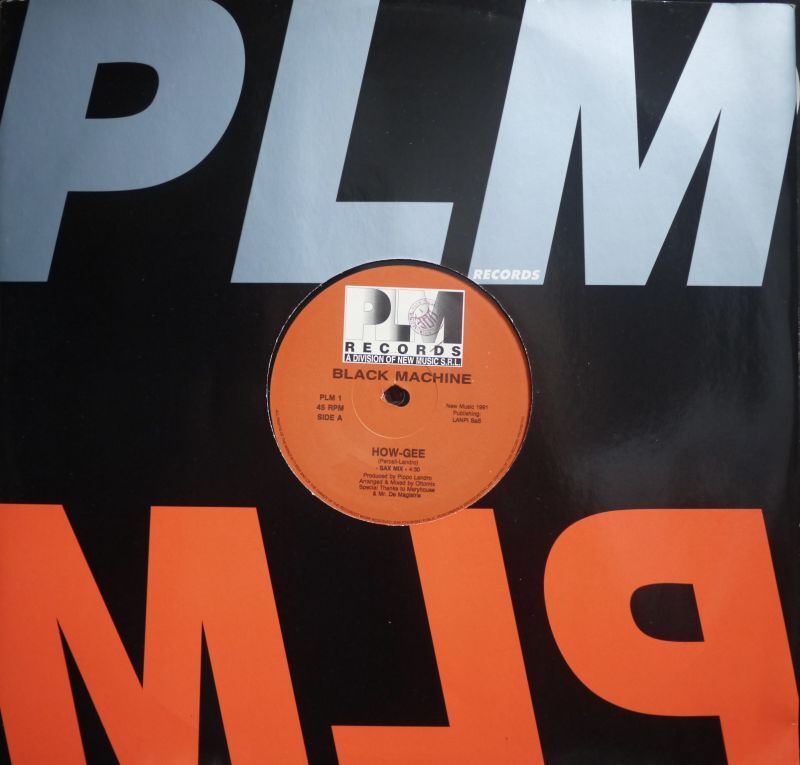 PLM
RECORDS
PLM
RECORDS
A DIVISION OF NEW MUSIC S.R.L.
BLACK MACHINE
PLM 1
45 RPM
SIDE A
New Music 1991
Publishing:
LANPI SaS
HOW-GEE
(Percali-Landro)
- SAX MIX - 4:30
Produced by Pippo Landro
Arranged & Mixed by Ottomix
Special Thanks to Maryhouse
& Mr. De Magistris
PLM